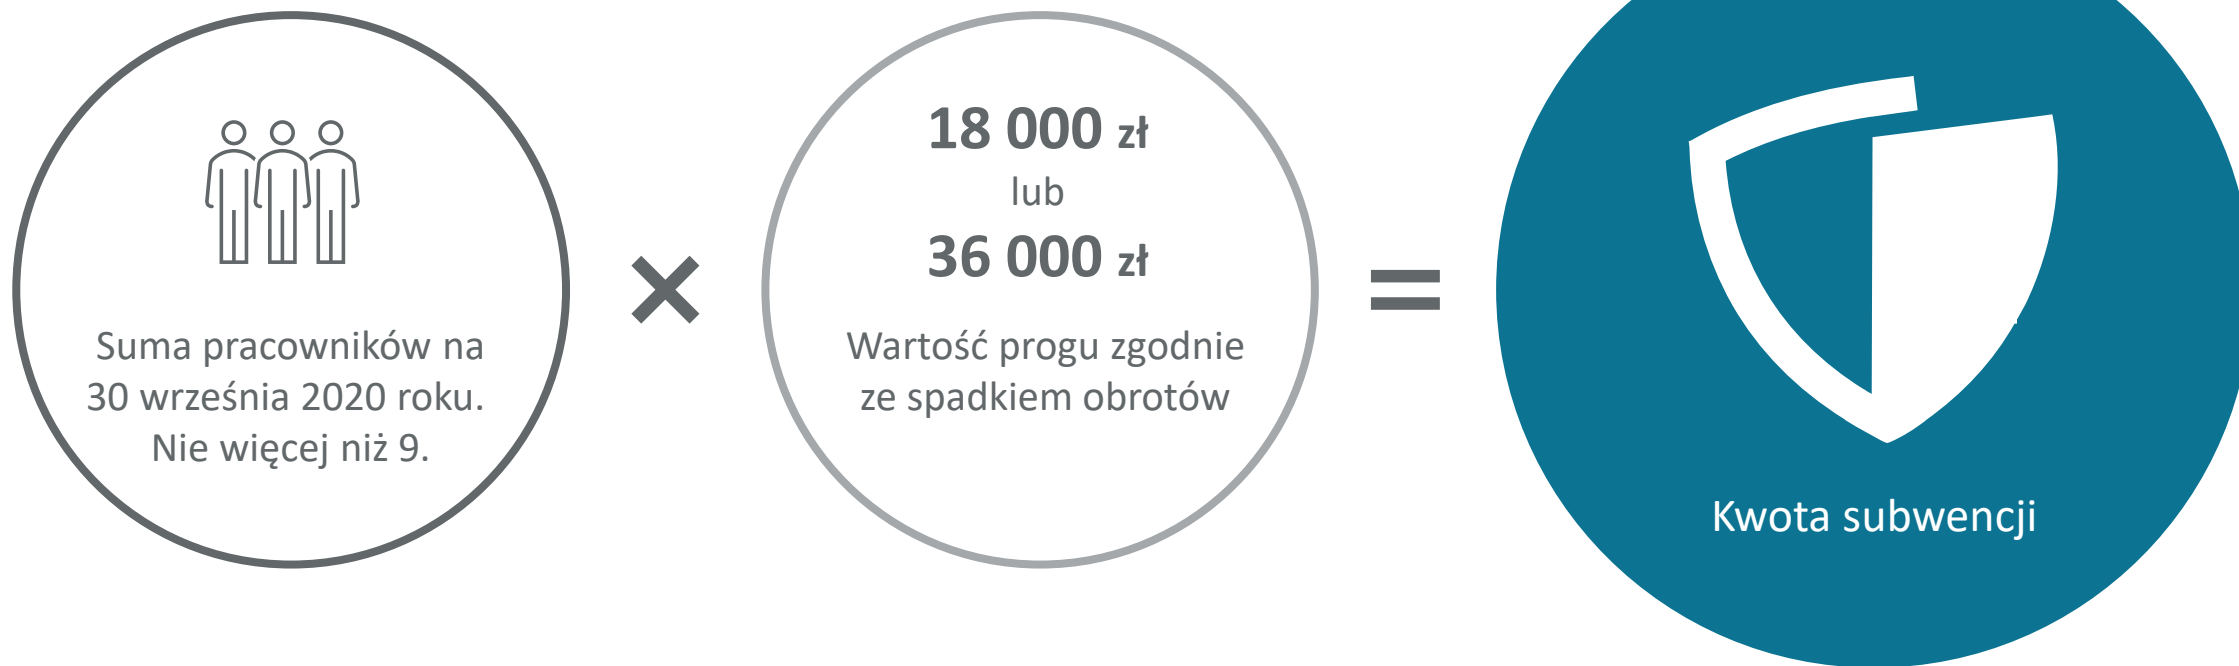 Suma pracowników na
30 września 2020 roku.
Nie więcej niż 9.
×
18 000 zł
lub
36 000 zł
Wartość progu zgodnie
ze spadkiem obrotów
=
Kwota subwencji